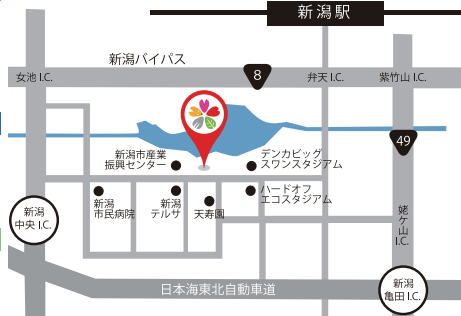 新潟駅
新潟バイパス
女池 I.C.
8
弁天 I.C.
紫竹山 I.C.
49
新潟市産業
振興センター
デンカビッグ
スワンスタジアム
新潟
市民病院
新潟
テルサ
天寿園
ハードオフ
エコスタジアム
姥ケ山 I.C.
新潟
中央 I.C.
日本海東北自動車道
新潟
亀田 I.C.